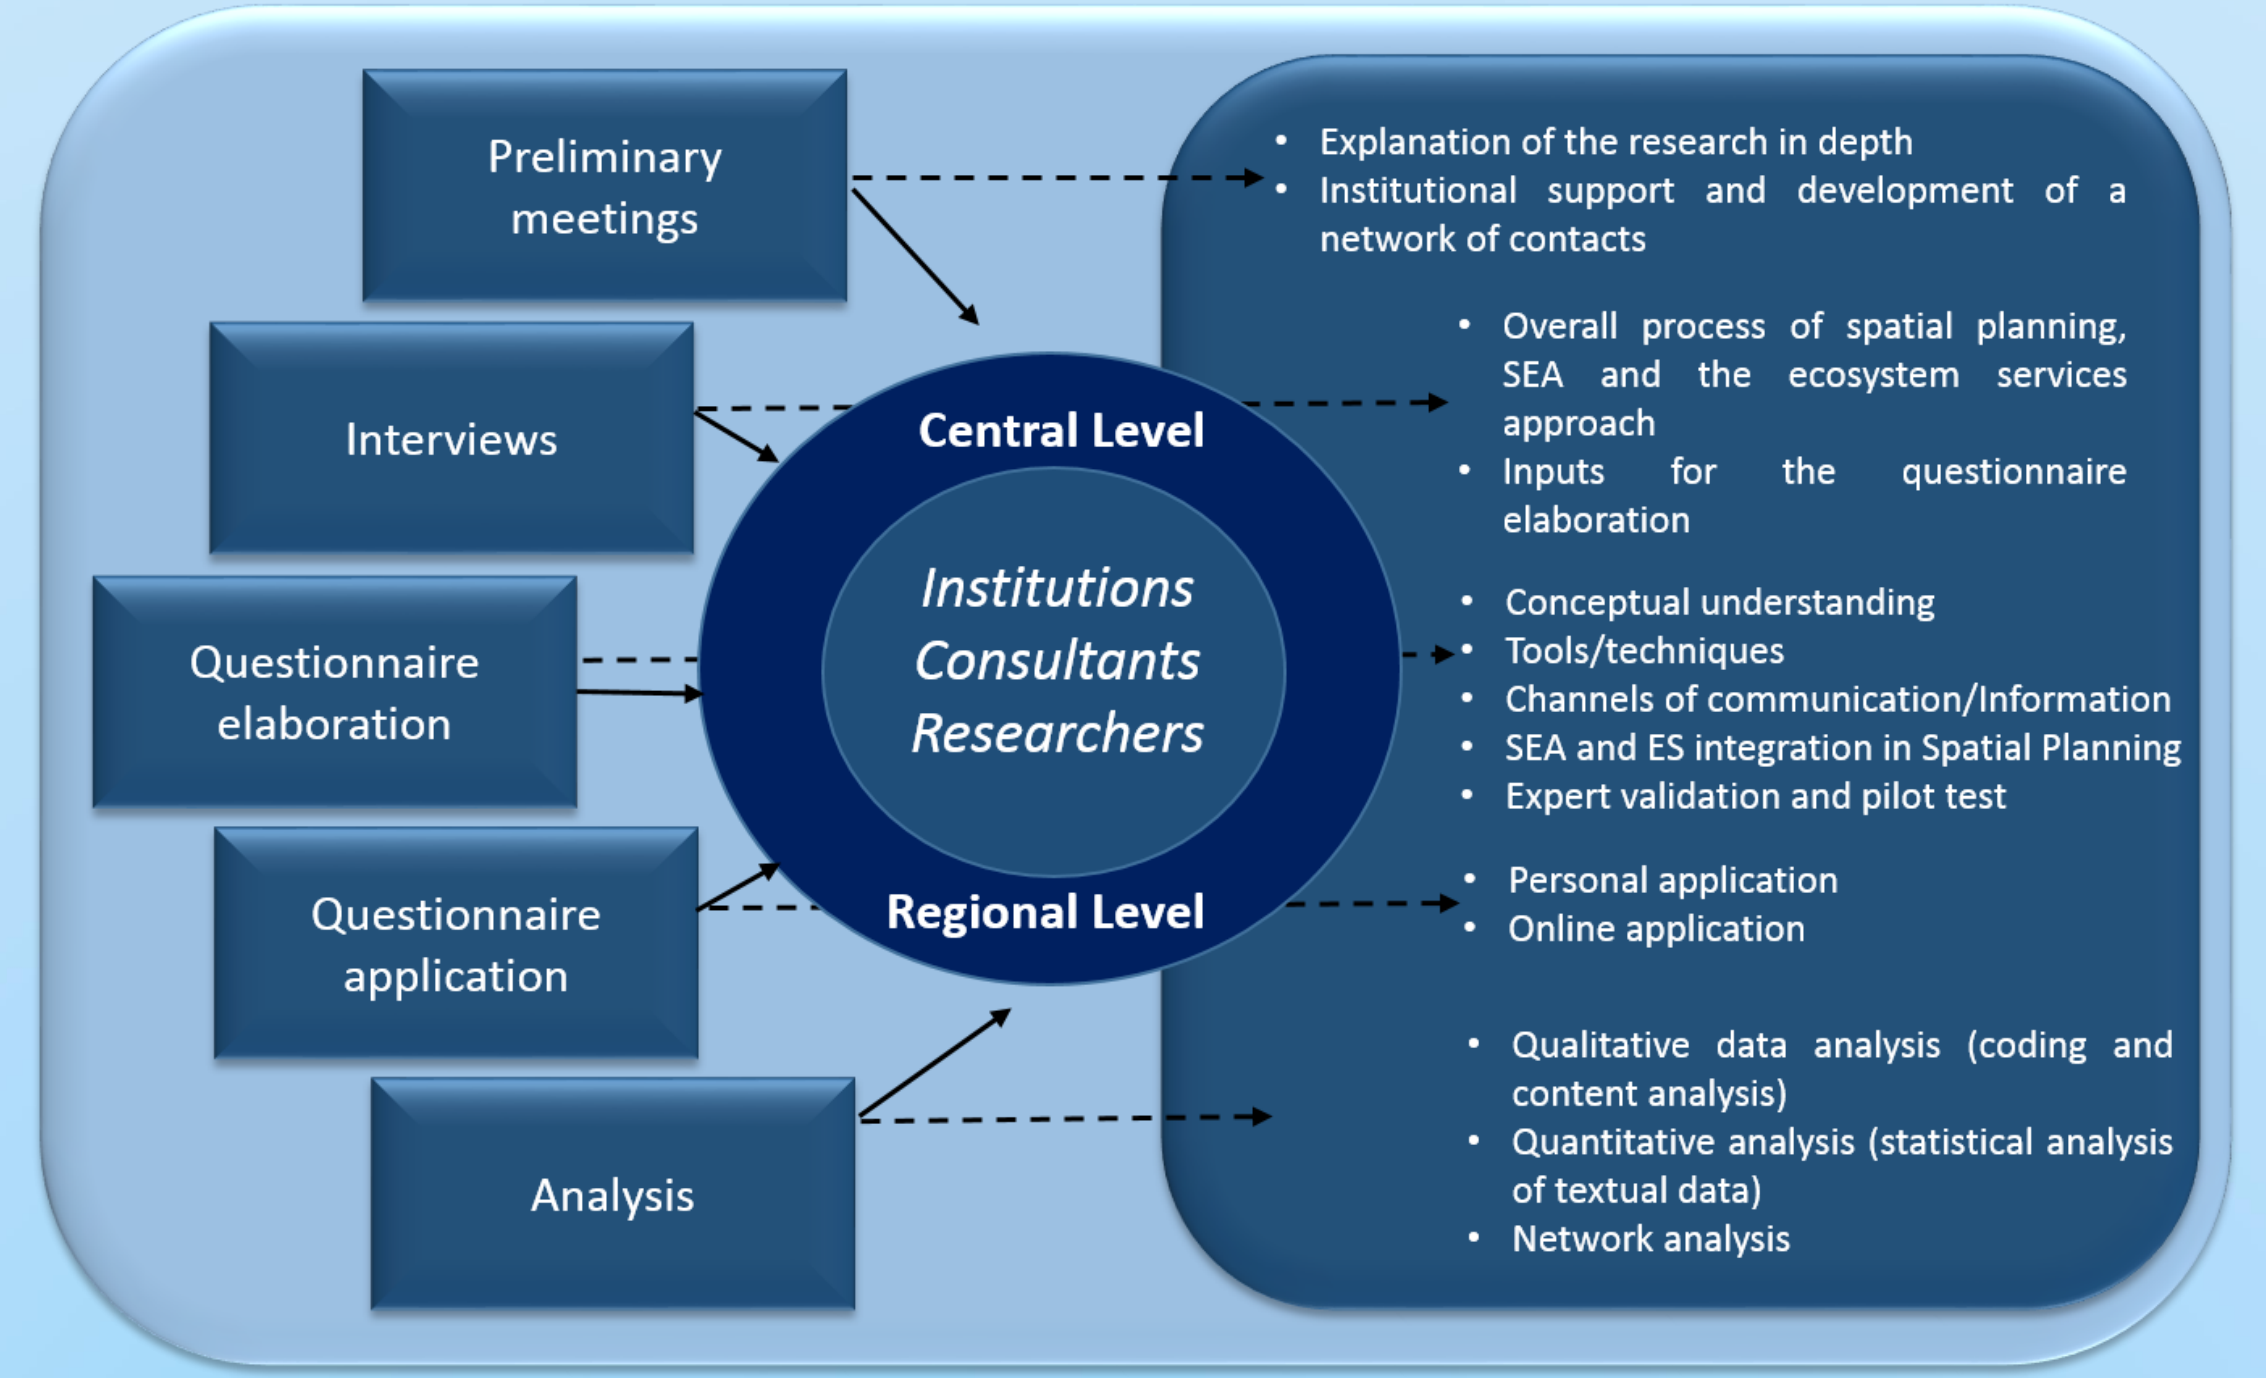 Preliminary
meetings
Interviews
Questionnaire
elaboration
Questionnaire
application
Analysis
Central Level
Institutions
Consultants
Researchers
Regional Level
• Explanation of the research in depth
• Institutional support and development of a
network of contacts
• Overall process of spatial planning,
SEA and the ecosystem services
approach
• Inputs for the questionnaire
elaboration
• Conceptual understanding
• Tools/techniques
• Channels of communication/Information
• SEA and ES integration in Spatial Planning
• Expert validation and pilot test
• Personal application
• Online application
• Qualitative data analysis (coding and
content analysis)
• Quantitative analysis (statistical analysis
of textual data)
• Network analysis